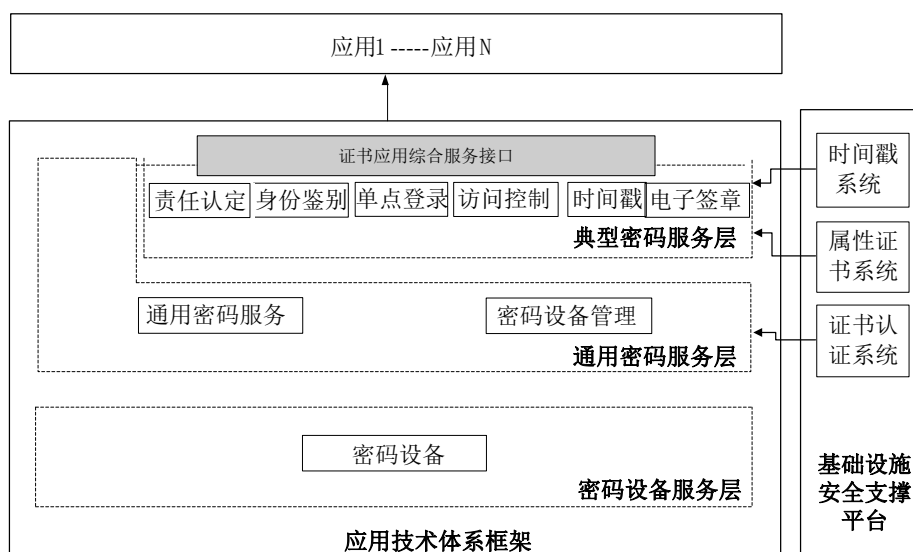 应用1 -----应用N
证书应用综合服务接口
责任认定 身份鉴别 单点登录 访问控制 时间戳 电子签章
典型密码服务层
通用密码服务 密码设备管理
通用密码服务层
密码设备
密码设备服务层
应用技术体系框架
时间戳
系统
属性证
书系统
证书认
证系统
基础设施
安全支撑
平台